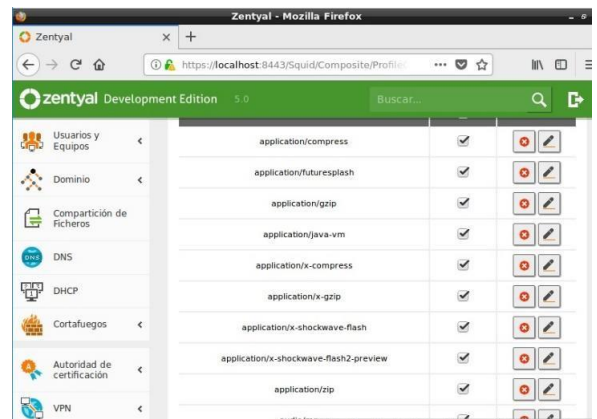 Zentyal - Mozilla Firefox
Zentyal
https://localhost:8443/Squid/Composite/Profile
zentyal Development Edition 5.0
Buscar...
Usuarios y
Equipos
Dominio
Compartición de
Ficheros
DNS
DNS
DHCP
Cortafuegos
Autoridad de
certificación
VPN
application/compress
application/futuresplash
application/gzip
application/java-vm
application/x-compress
application/x-gzip
application/x-shockwave-flash
application/x-shockwave-flash2-preview
application/zip